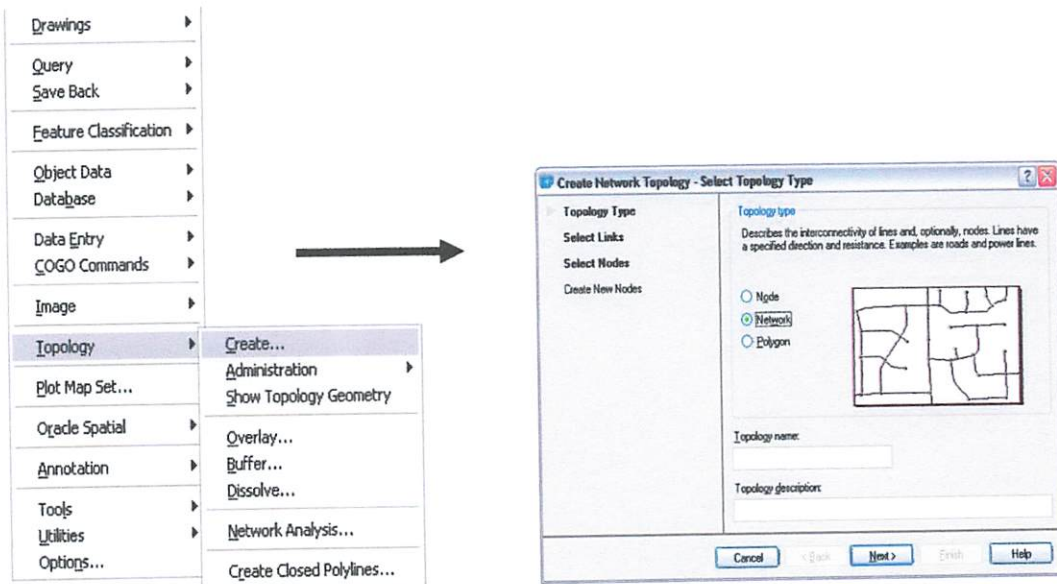 Drawings
Query
Save Back
Feature Classification
Object Data
Database
Data Entry
COGO Commands
Image
Topology
Plot Map Set...
Oracle Spatial
Annotation
Tools
Utilities
Options...
Create...
Administration
Show Topology Geometry
Overlay...
Buffer...
Dissolve...
Network Analysis...
Create Closed Polylines...
Create Network Topology - Select Topology Type
Topology Type
Select Links
Select Nodes
Create New Nodes
Topology type
Describes the interconnectivity of lines and, optionally, nodes. Lines have
a specified direction and resistance. Examples are roads and power lines.
Node
Network
Polygon
Topology name:
Topology description:
Cancel
< Back
Next >
Finish
Help